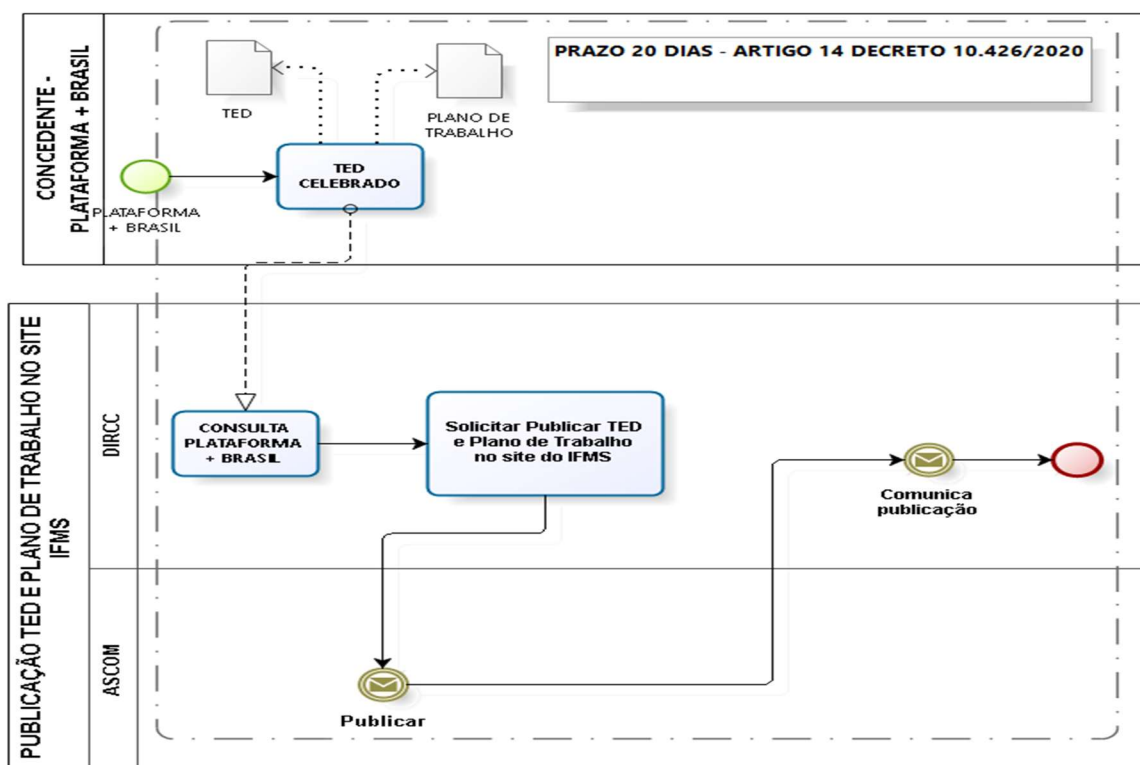 CONCEDENTE -
PLATAFORMA + BRASIL
PRAZO 20 DIAS - ARTIGO 14 DECRETO 10.426/2020
TED
PLANO DE
TRABALHO
TED
CELEBRADO
PLATAFORMA
+ BRASIL
PUBLICAÇÃO TED E PLANO DE TRABALHO NO SITE
IFMS
DIRCC
CONSULTA
PLATAFORMA
+ BRASIL
Solicitar Publicar TED
e Plano de Trabalho
no site do IFMS
Comunica
publicação
ASCOM
Publicar